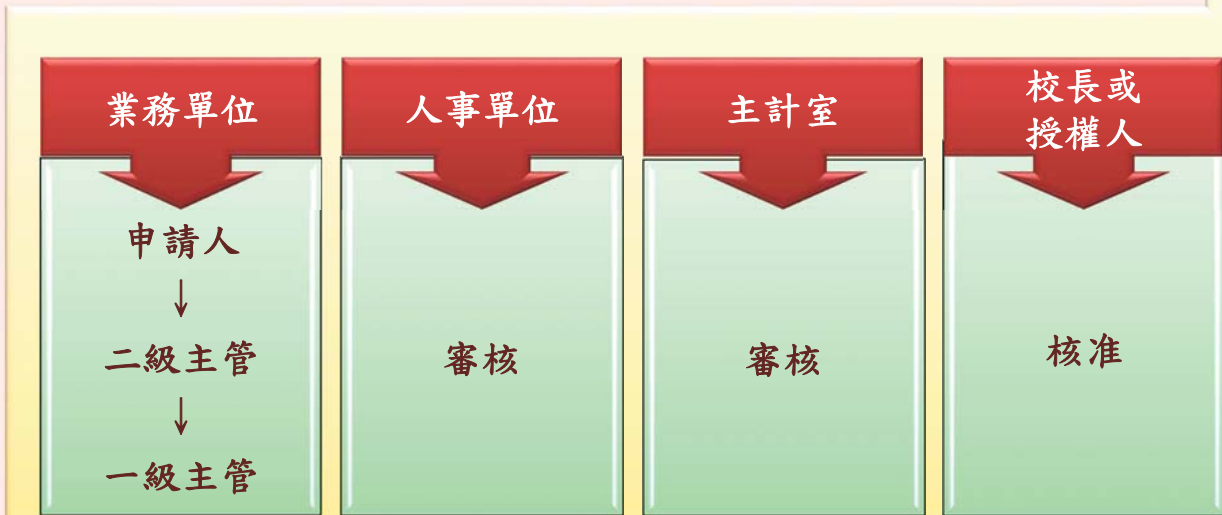 業務單位
申請人
↓
二級主管
↓
一級主管
人事單位
審核
主計室
審核
校長或
授權人
核准